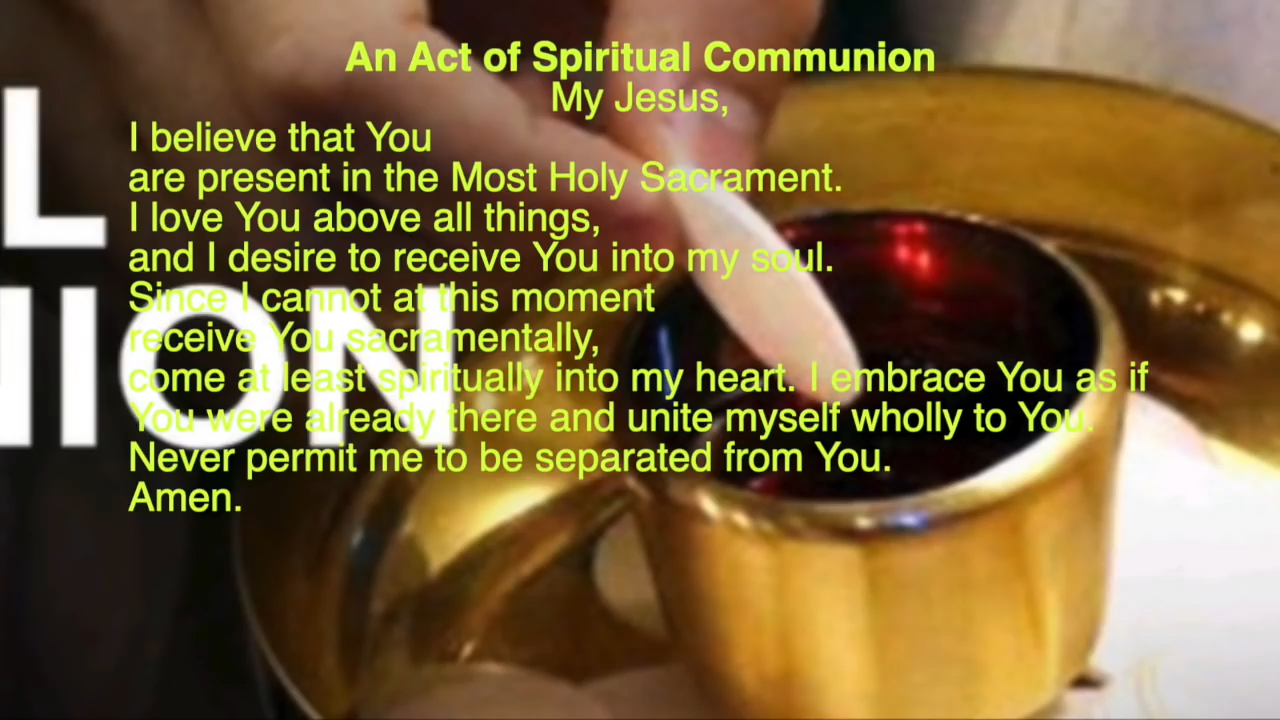 An Act of Spiritual Communion
My Jesus,
I believe that You
are present in the Most Holy Sacrament.
I love You above all things,
and I desire to receive You into my soul.
Since I cannot at this moment
receive You sacramentally,
come at least spiritually into my heart. I embrace You as if
You were already there and unite myself wholly to You.
Never permit me to be separated from You.
Amen.
L
NION